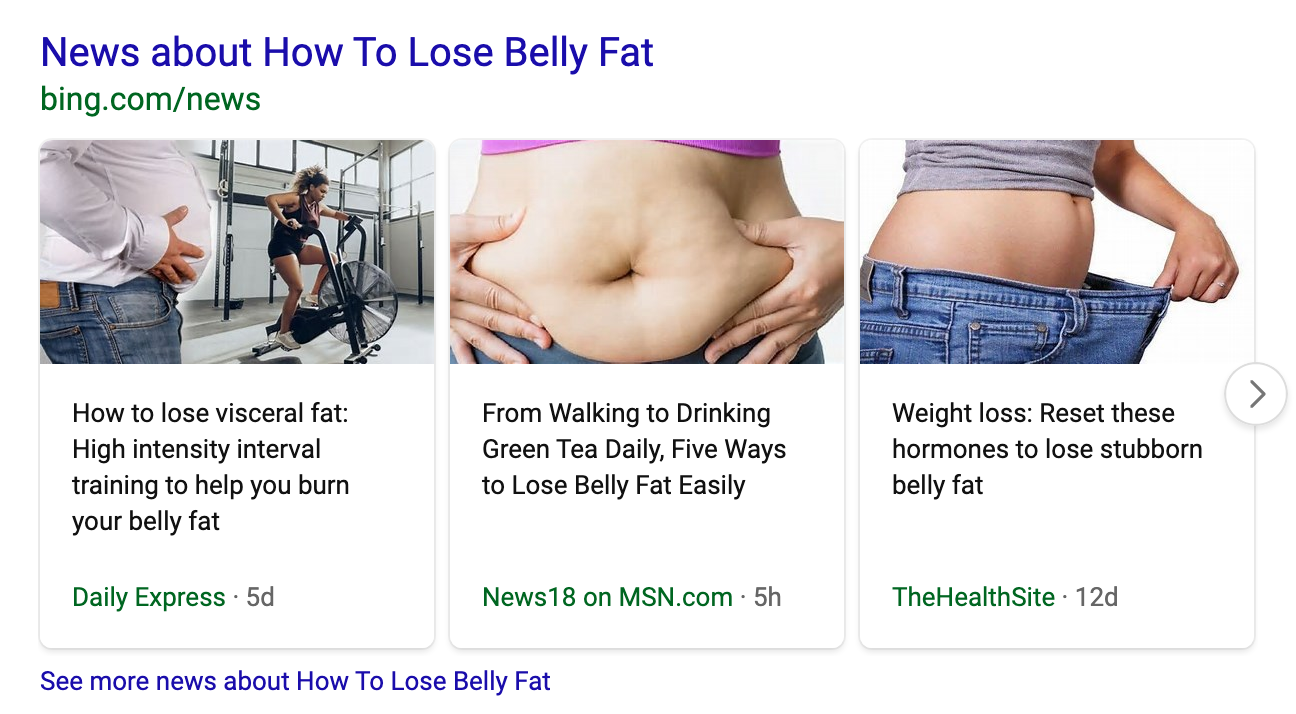 News about How To Lose Belly Fat
bing.com/news
How to lose visceral fat:
High intensity interval
training to help you burn
your belly fat
Daily Express · 5d
From Walking to Drinking
Green Tea Daily, Five Ways
to Lose Belly Fat Easily
News18 on MSN.com · 5h
Weight loss: Reset these
hormones to lose stubborn
belly fat
TheHealthSite · 12d
See more news about How To Lose Belly Fat